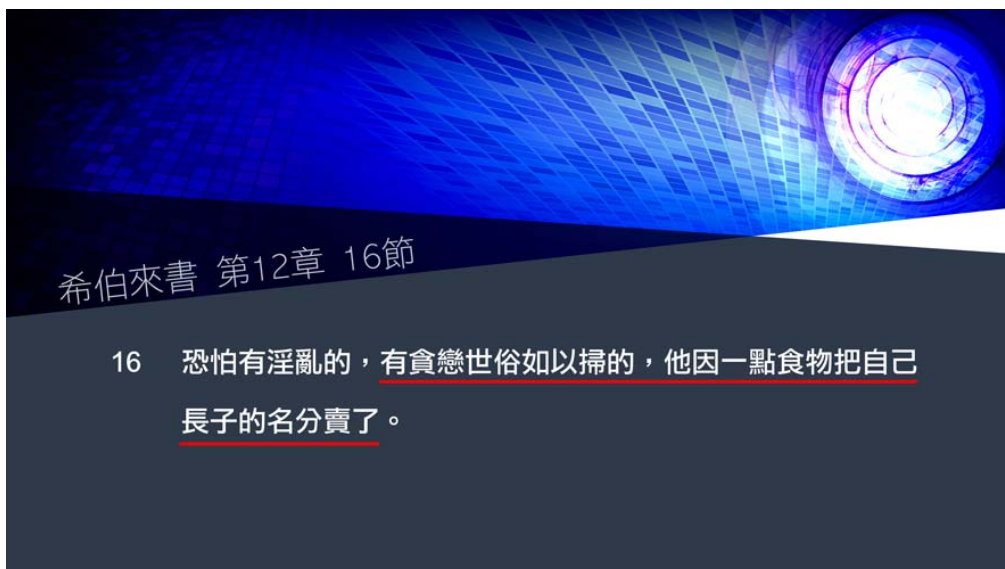 希伯來書 第12章 16節
16 恐怕有淫亂的，有貪戀世俗如以掃的，他因一點食物把自己
長子的名分賣了。